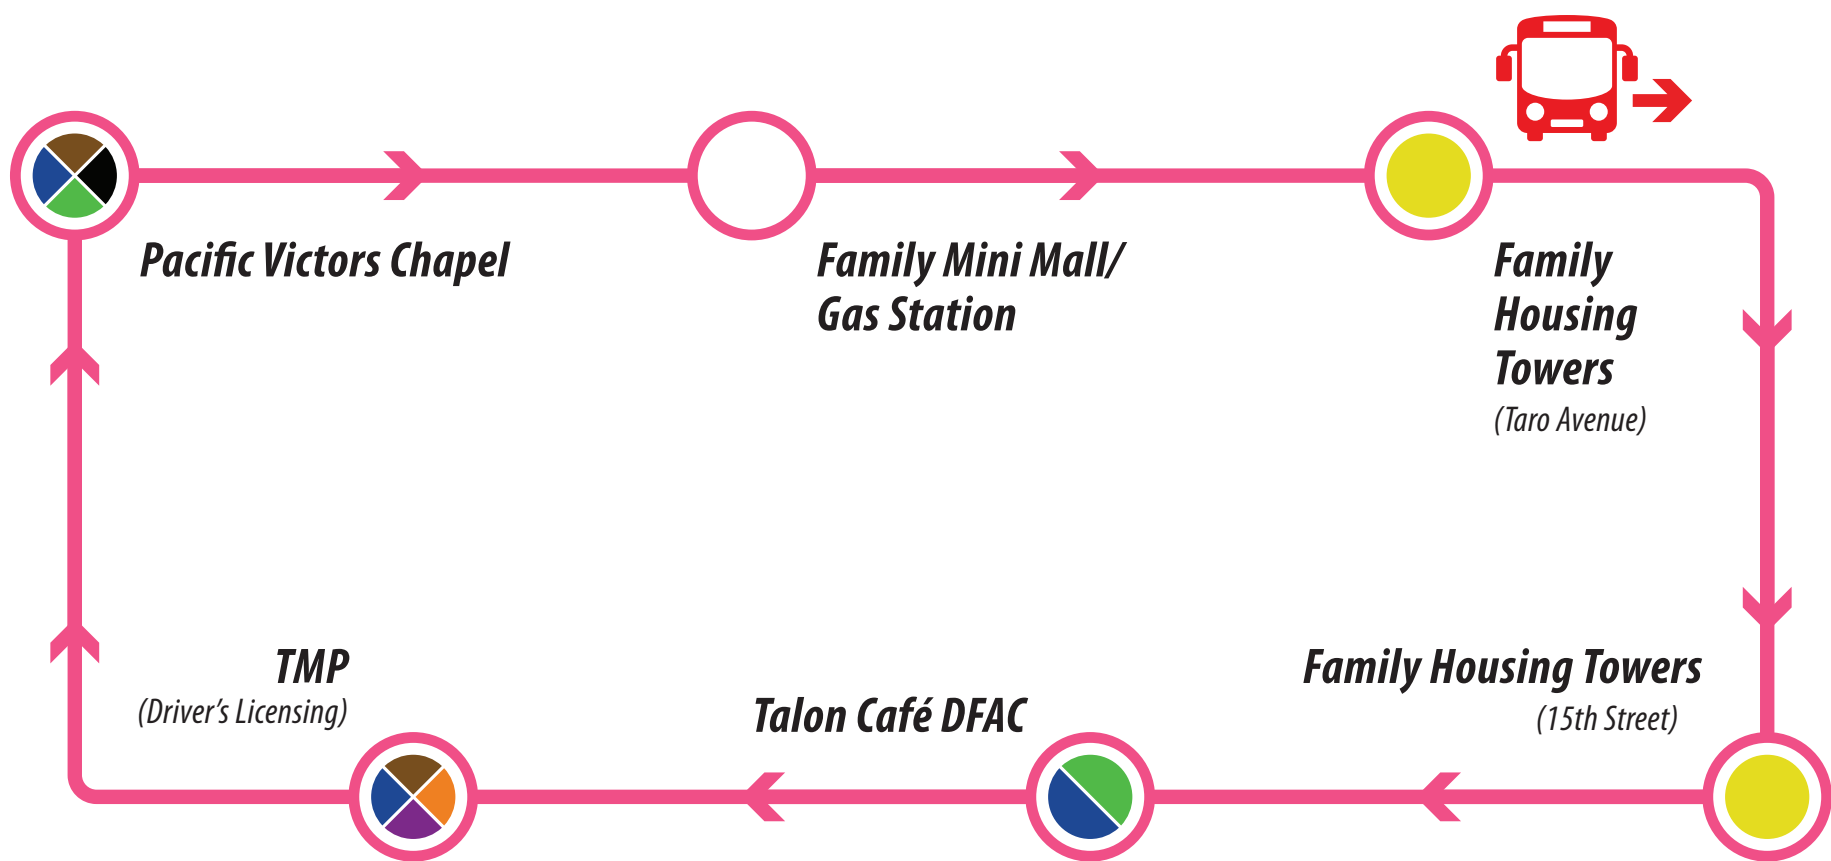 Pacific Victors Chapel
Family Mini Mall/
Gas Station
Family
Housing
Towers
(Taro Avenue)
TMP
(Driver's Licensing)
Talon Café DFAC
Family Housing Towers
(15th Street)